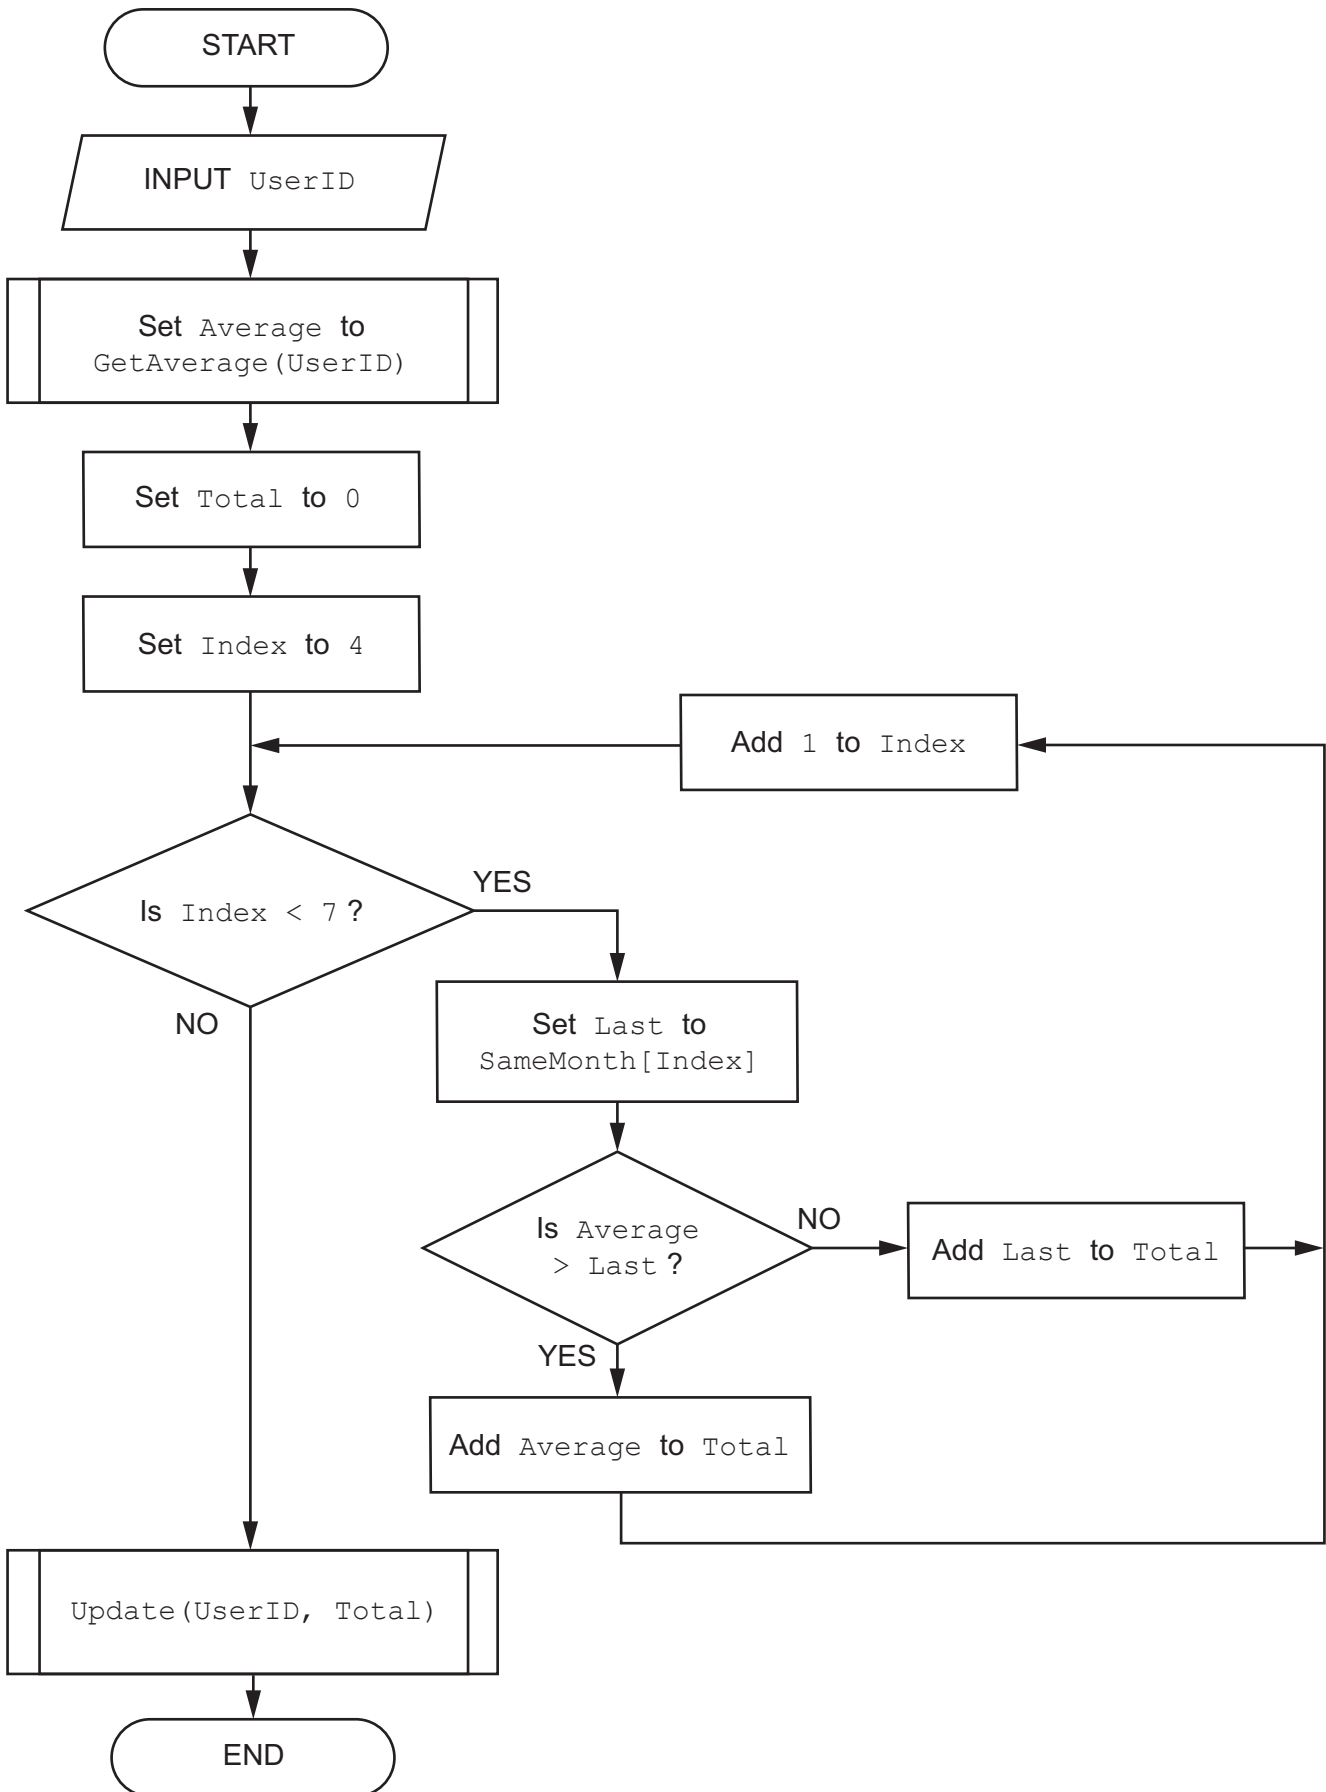 START
INPUT UserID
Set Average to
GetAverage(UserID)
Set Total to 0
Set Index to 4
Add 1 to Index
Is Index < 7 ?
YES
NO
Set Last to
SameMonth[Index]
Is Average
> Last ?
NO
Add Last to Total
YES
Add Average to Total
Update(UserID, Total)
END